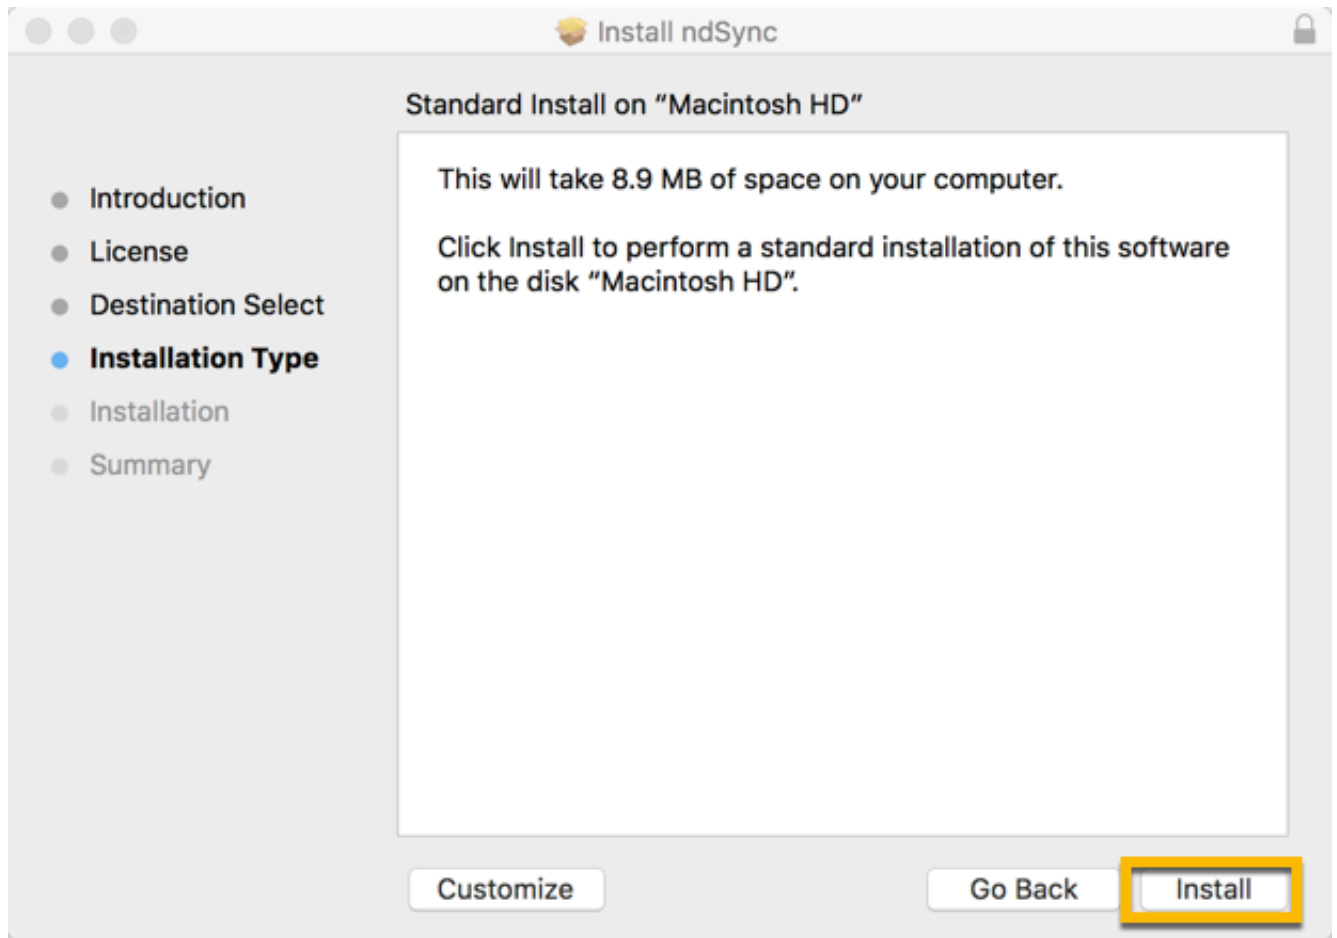 Install ndSync
Standard Install on “Macintosh HD”
Introduction
License
Destination Select
Installation Type
Installation
Summary
This will take 8.9 MB of space on your computer.
Click Install to perform a standard installation of this software
on the disk “Macintosh HD”.
Customize
Go Back
Install